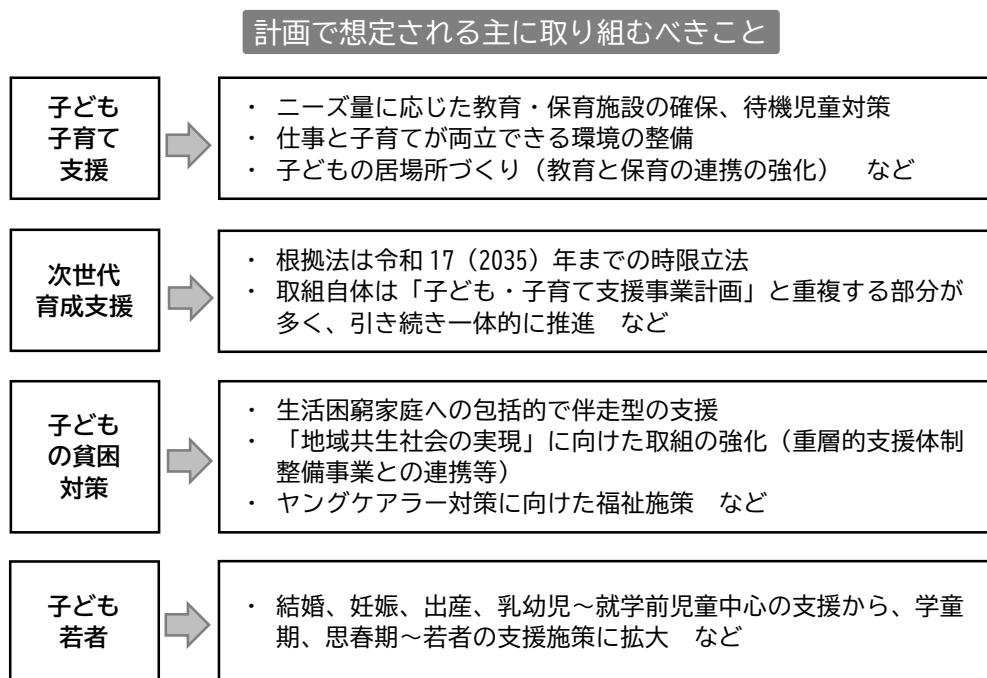 計画で想定される主に取り組むべきこと
子ども
子育て
支援
・ ニーズ量に応じた教育・保育施設の確保、待機児童対策
・ 仕事と子育てが両立できる環境の整備
・ 子どもの居場所づくり（教育と保育の連携の強化）　など
次世代
育成支援
・ 根拠法は令和 17（2035）年までの時限立法
・ 取組自体は「子ども・子育て支援事業計画」と重複する部分が
多く、引き続き一体的に推進　など
子ども
の貧困
対策
・ 生活困窮家庭への包括的で伴走型の支援
・ 「地域共生社会の実現」に向けた取組の強化（重層的支援体制
整備事業との連携等）
・ ヤングケアラー対策に向けた福祉施策　など
子ども
若者
・ 結婚、妊娠、出産、乳幼児～就学前児童中心の支援から、学童
期、思春期～若者の支援施策に拡大　など